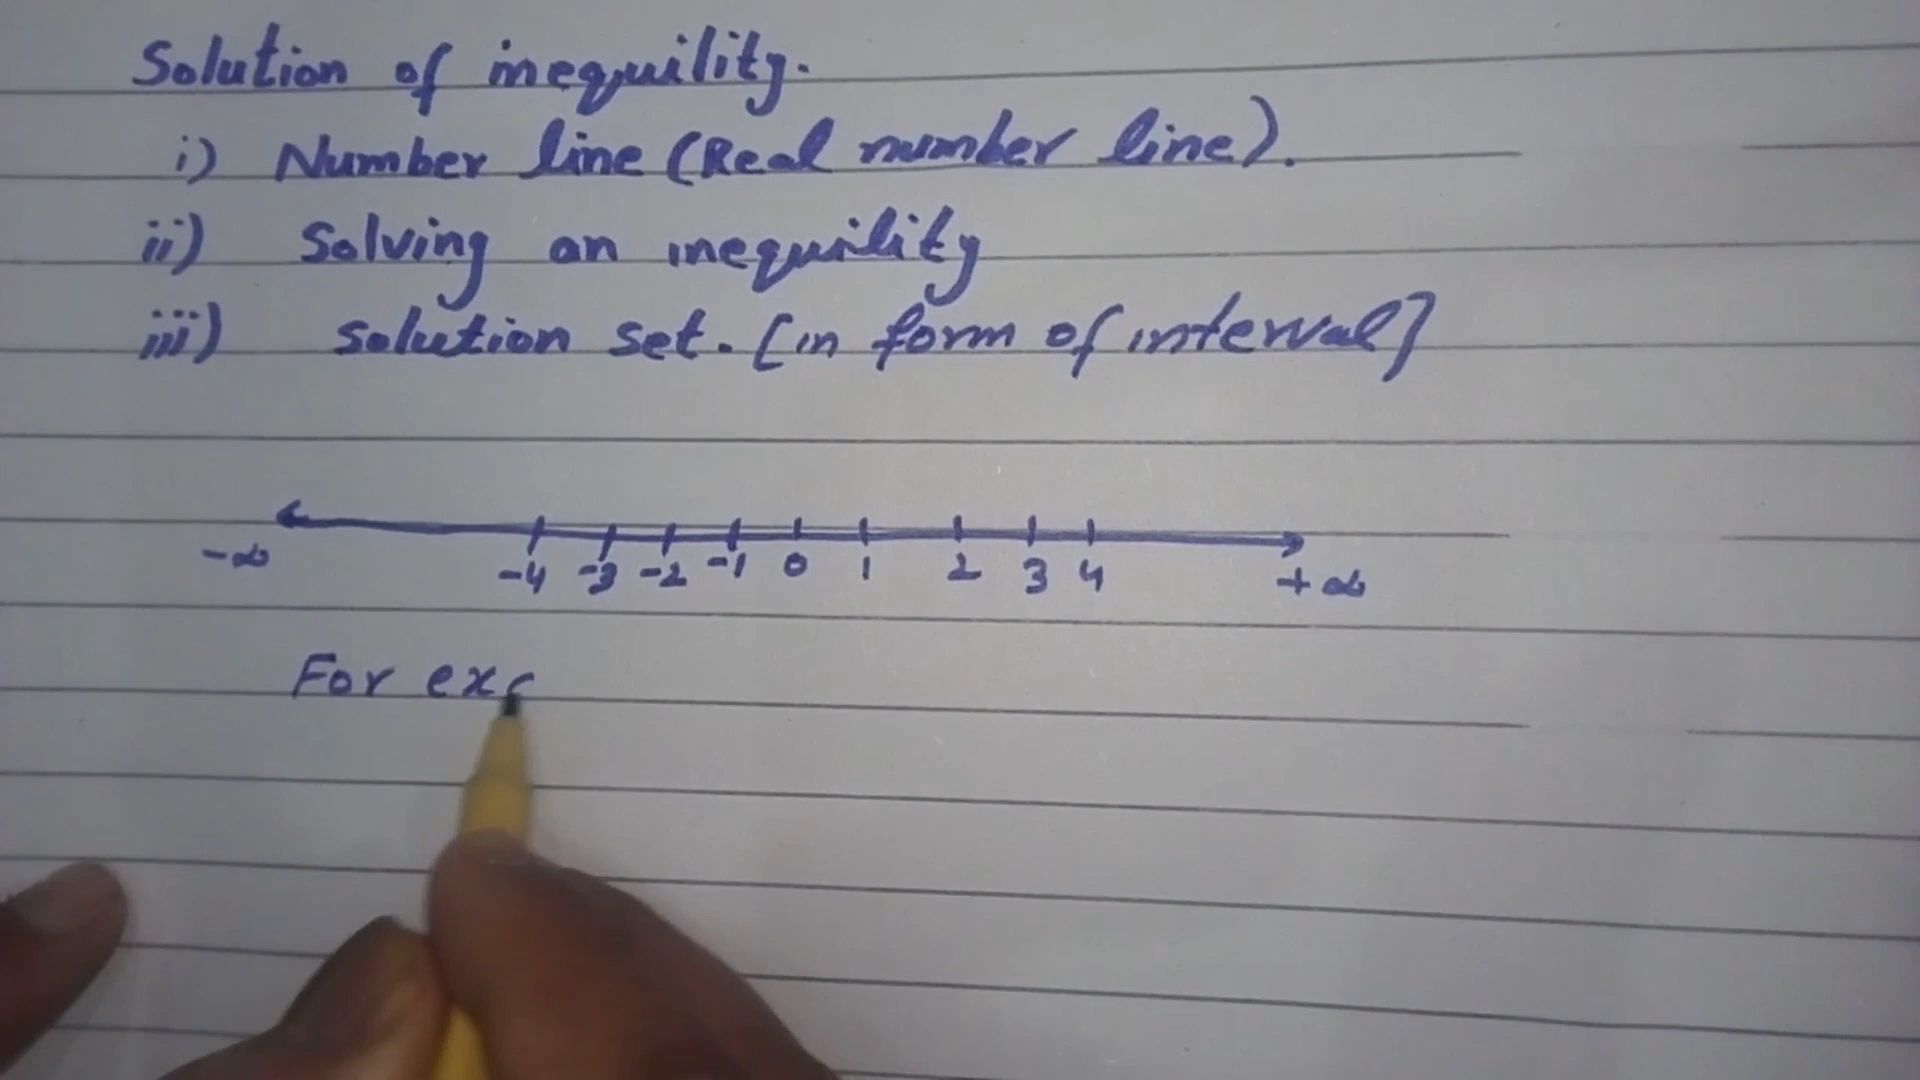 Solution of inequility.
i) Number line (Real number line).
ii) Solving an inequility
iii) solution set. [in form of interval]
-∞ -4 -3 -2 -1 0 1 2 3 4 +∞
For exa